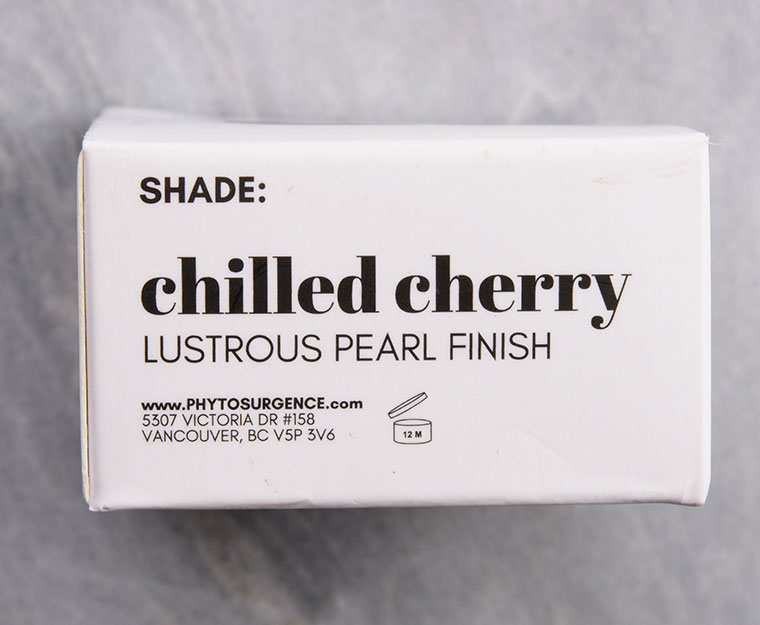 SHADE:
chilled cherry
LUSTROUS PEARL FINISH
www.PHYTOSURGENCE.com
5307 VICTORIA DR #158
VANCOUVER, BC V5P 3V6
12 M